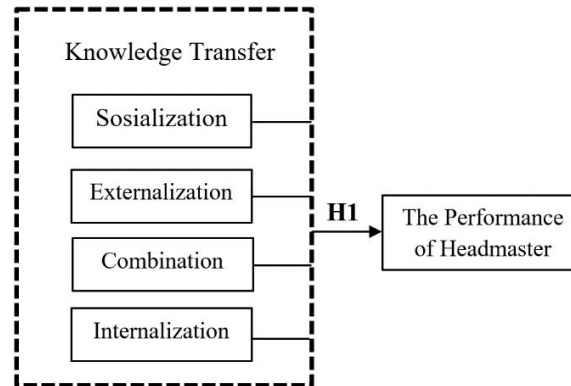 Knowledge Transfer
Sosialization
Externalization
H1
The Performance
of Headmaster
Combination
Internalization